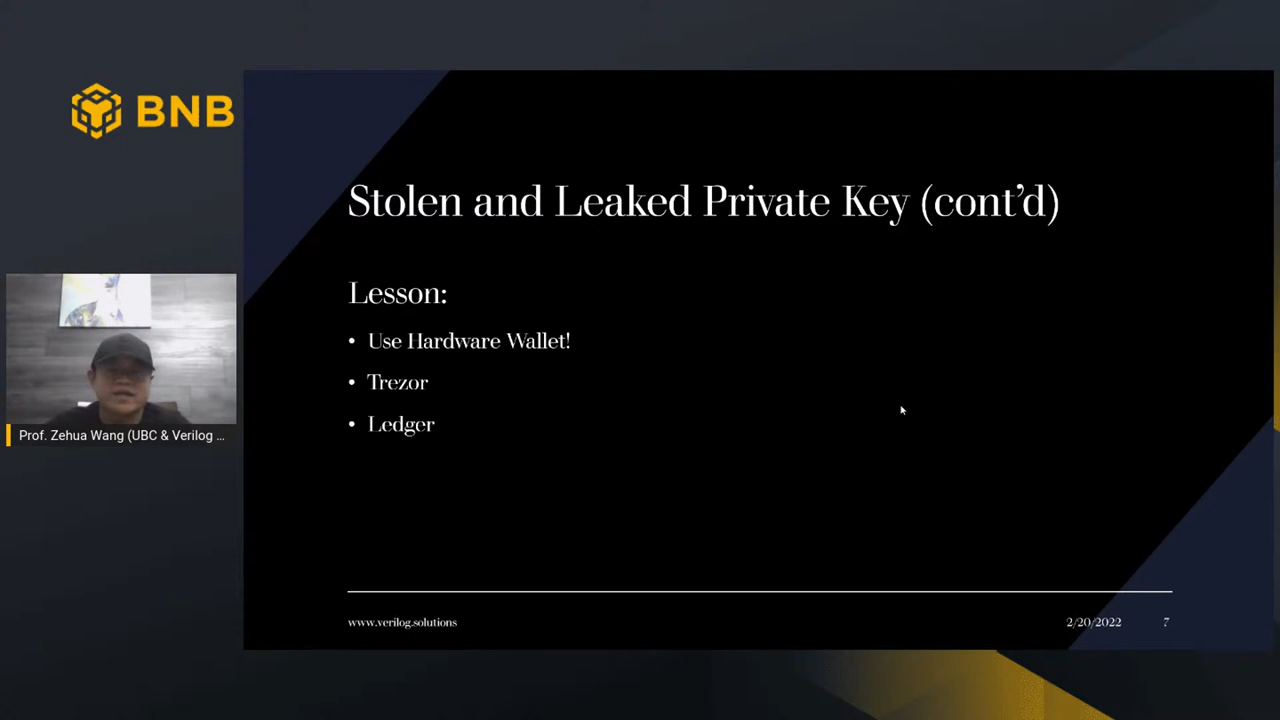 BNB
Stolen and Leaked Private Key (cont’d)
Lesson:
• Use Hardware Wallet!
• Trezor
• Ledger
Prof. Zehua Wang (UBC & Verilog ...
www.verilog.solutions
2/20/2022
7